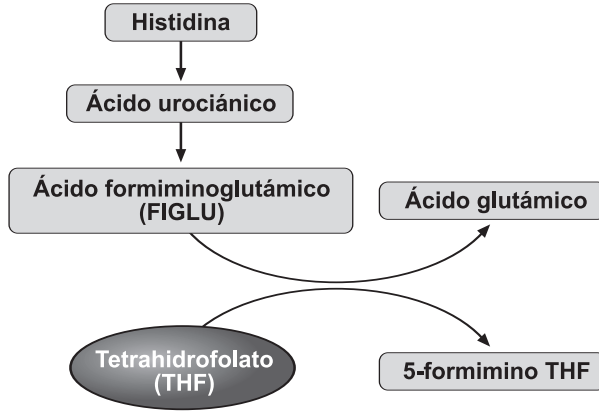 Histidina
Ácido urociánico
Ácido formiminoglutámico
(FIGLU)
Ácido glutámico
Tetrahidrofolato
(THF)
5-formimino THF